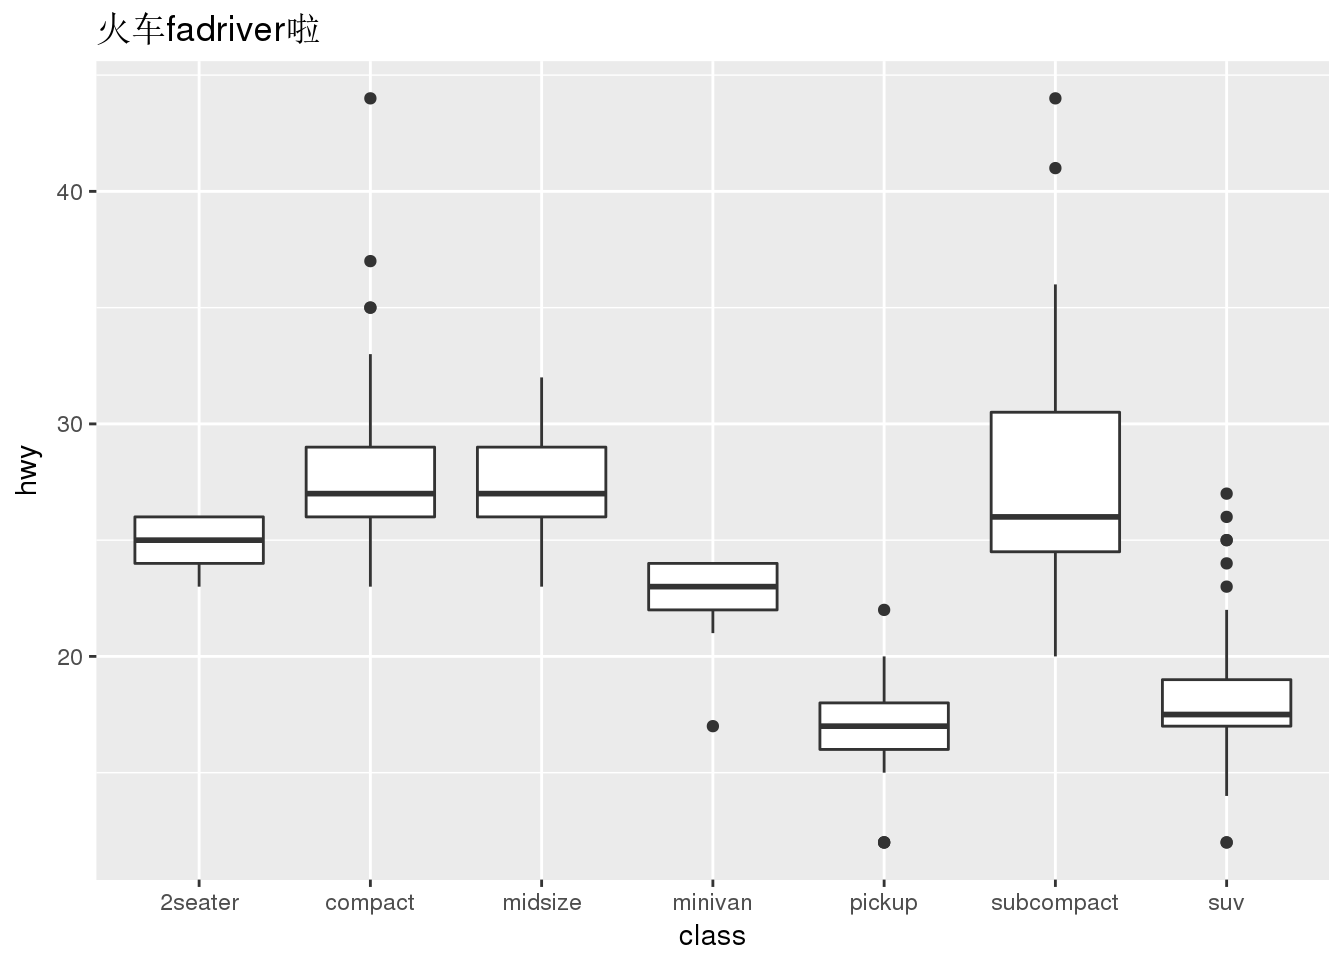 火车fadriver啦
40
30
20
hwy
2seater compact midsize minivan pickup subcompact suv
class